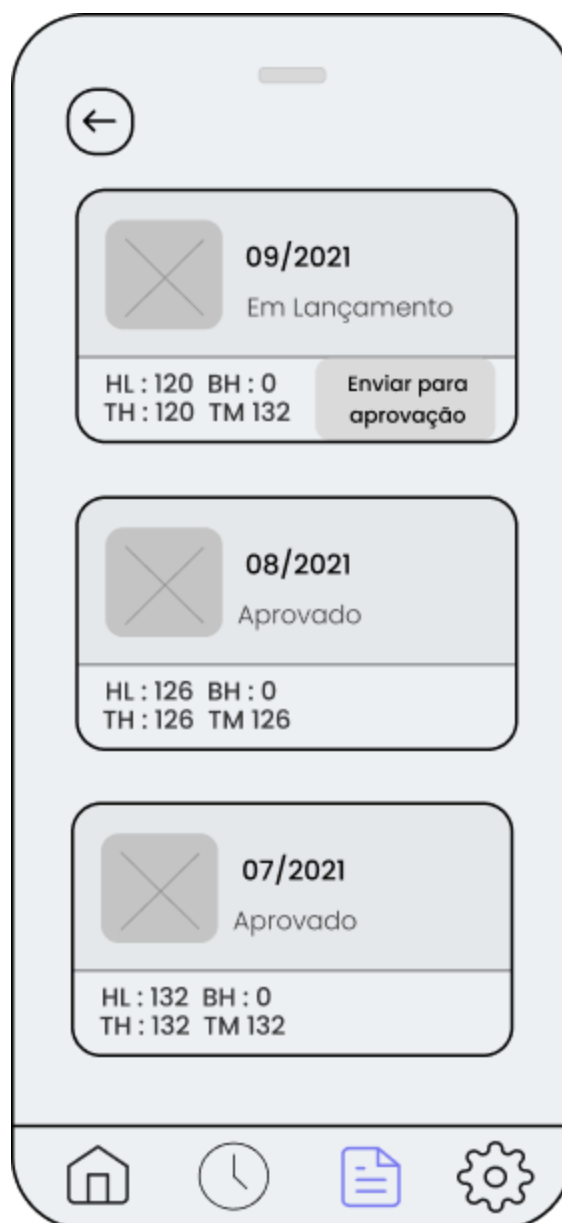 09/2021
Em Lançamento
HL : 120 BH : 0
TH : 120 TM 132
Enviar para
aprovação
08/2021
Aprovado
HL : 126 BH : 0
TH : 126 TM 126
07/2021
Aprovado
HL : 132 BH : 0
TH : 132 TM 132